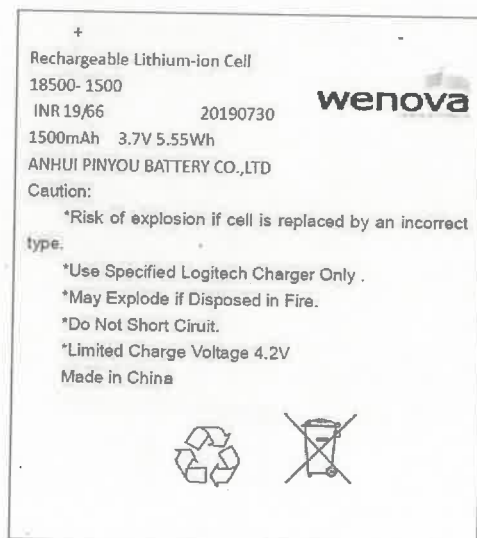 + -
Rechargeable Lithium-ion Cell
18500- 1500
wenova
INR 19/66 20190730
1500mAh 3.7V 5.55Wh
ANHUI PINYOU BATTERY CO.,LTD
Caution:
*Risk of explosion if cell is replaced by an incorrect
type.
*Use Specified Logitech Charger Only .
*May Explode if Disposed in Fire.
*Do Not Short Ciruit.
*Limited Charge Voltage 4.2V
Made in China